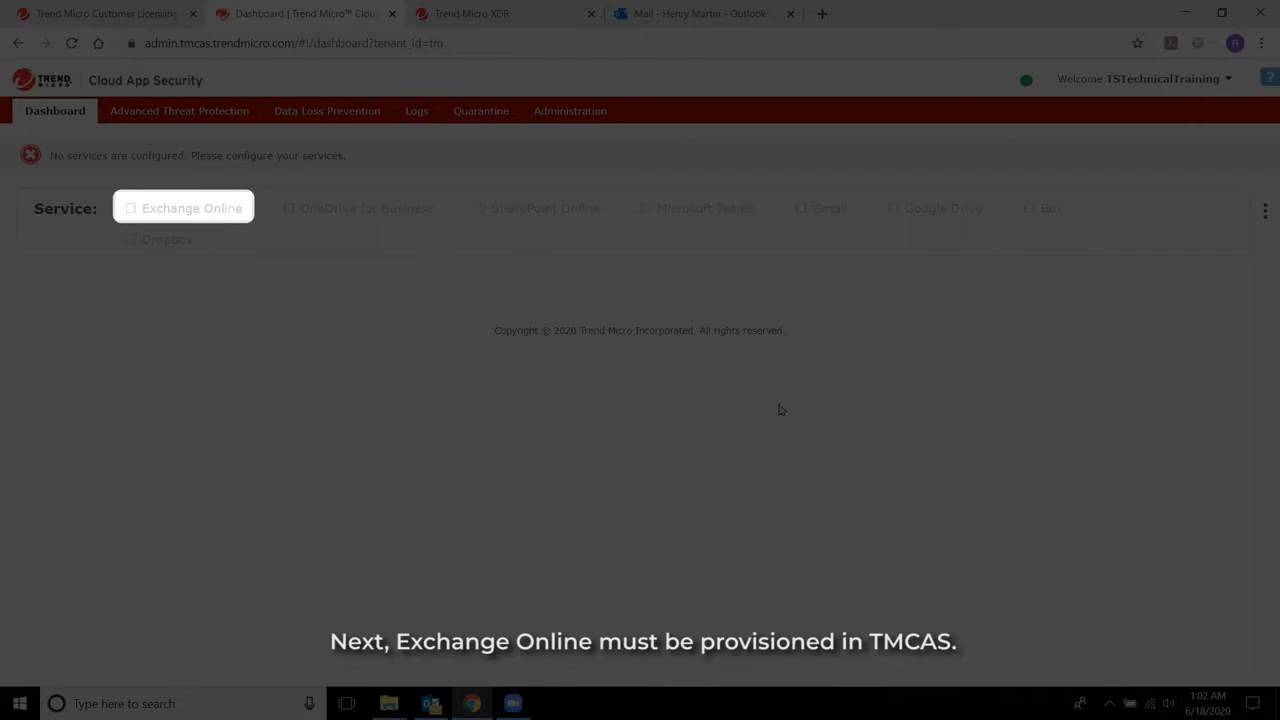 Trend Micro Customer Licensing
Dashboard | Trend Micro™ Clou
Trend Micro XDR
Mail - Henry Martin - Outlook
admin.tmcas.trendmicro.com/#!/dashboard?tenant_id=tm
R
TREND MICRO
Cloud App Security
Welcome TSTechnicalTraining
?
Dashboard
Advanced Threat Protection
Data Loss Prevention
Logs
Quarantine
Administration
No services are configured. Please configure your services.
Service:
Exchange Online
OneDrive for Business
SharePoint Online
Microsoft Teams
Gmail
Google Drive
Box
Dropbox
Copyright © 2020 Trend Micro Incorporated. All rights reserved.
Next, Exchange Online must be provisioned in TMCAS.
Type here to search
1:02 AM
6/18/2020